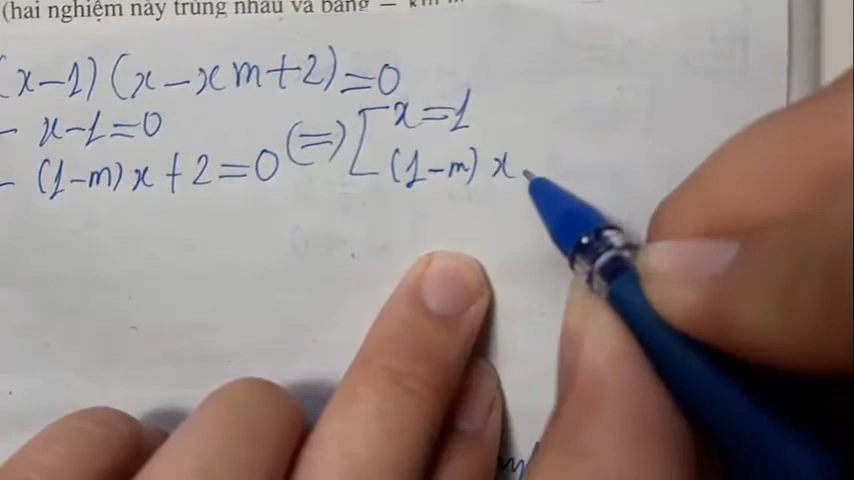 (hai nghiệm này trùng nhau và bằng –
(x-1)(x-xm+2)=0
- x-1=0
- (1-m)x+2=0 (=) [ x=1
(1-m) x